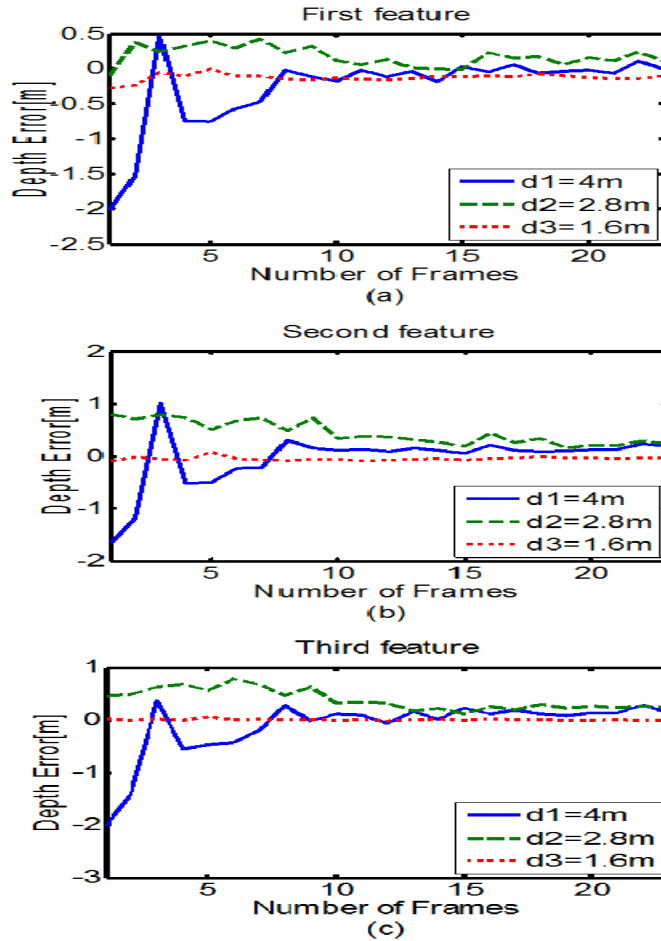 First feature
Depth Error[m]
0.5
0
-0.5
-1
-1.5
-2
-2.5
d1=4m
d2=2.8m
d3=1.6m
5 10 15 20
Number of Frames
(a)
Second feature
Depth Error[m]
2
1
0
-1
-2
d1=4m
d2=2.8m
d3=1.6m
5 10 15 20
Number of Frames
(b)
Third feature
Depth Error[m]
1
0
-1
-2
-3
d1=4m
d2=2.8m
d3=1.6m
5 10 15 20
Number of Frames
(c)